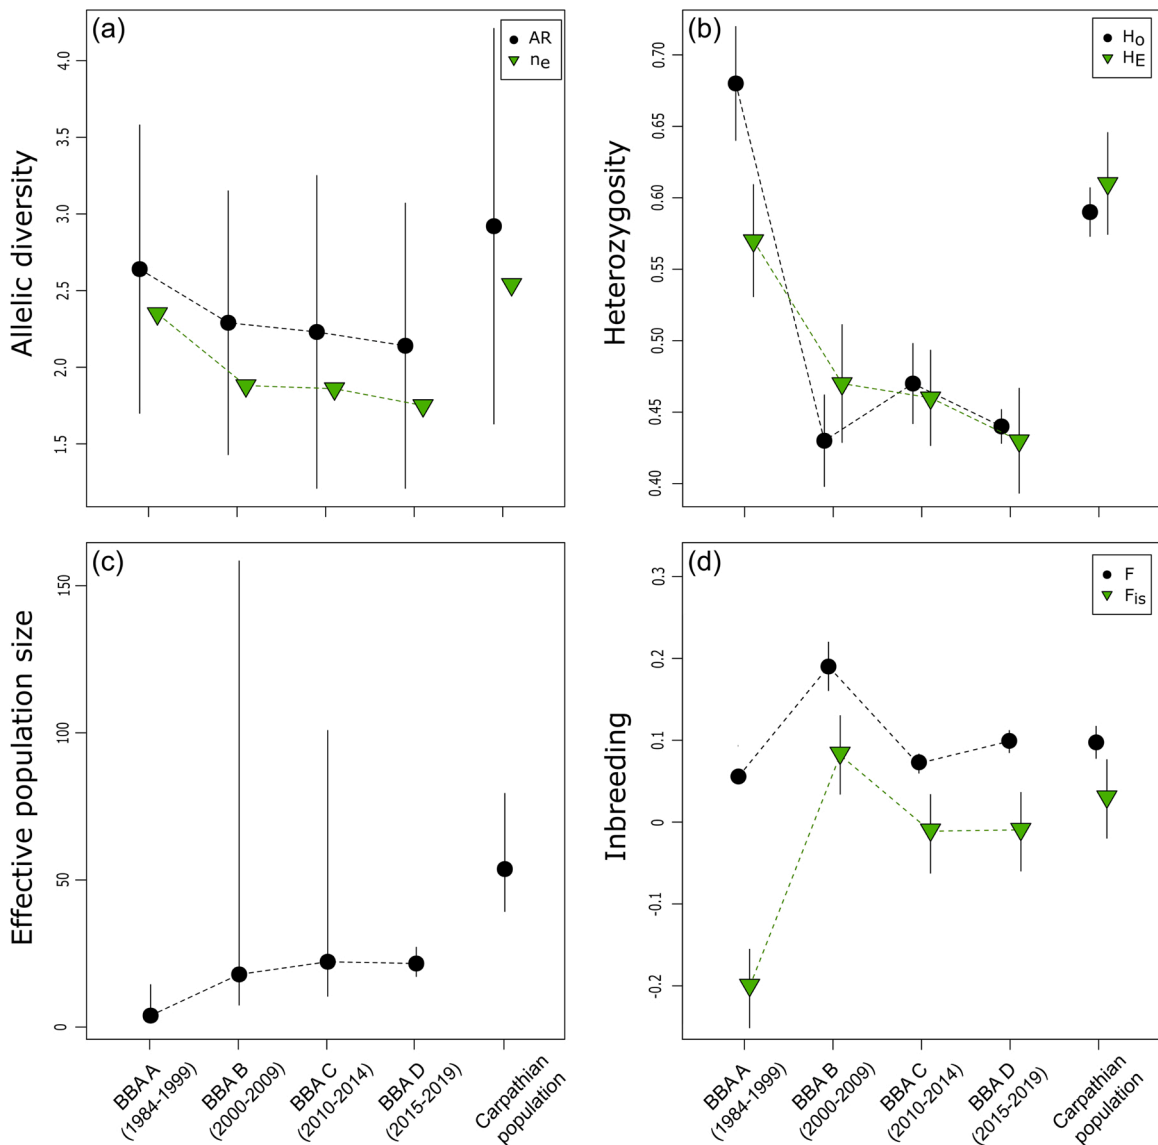 (a)
AR
ne
Allelic diversity
4.0
3.5
3.0
2.5
2.0
1.5
(b)
Ho
HE
Heterozygosity
0.70
0.65
0.60
0.55
0.50
0.45
0.40
(c)
Effective population size
150
100
50
0
BBA A
(1984-1999)
BBA B
(2000-2009)
BBA C
(2010-2014)
BBA D
(2015-2019)
Carpathian
population
(d)
F
Fis
Inbreeding
0.3
0.2
0.1
0
-0.1
-0.2
BBA A
(1984-1999)
BBA B
(2000-2009)
BBA C
(2010-2014)
BBA D
(2015-2019)
Carpathian
population